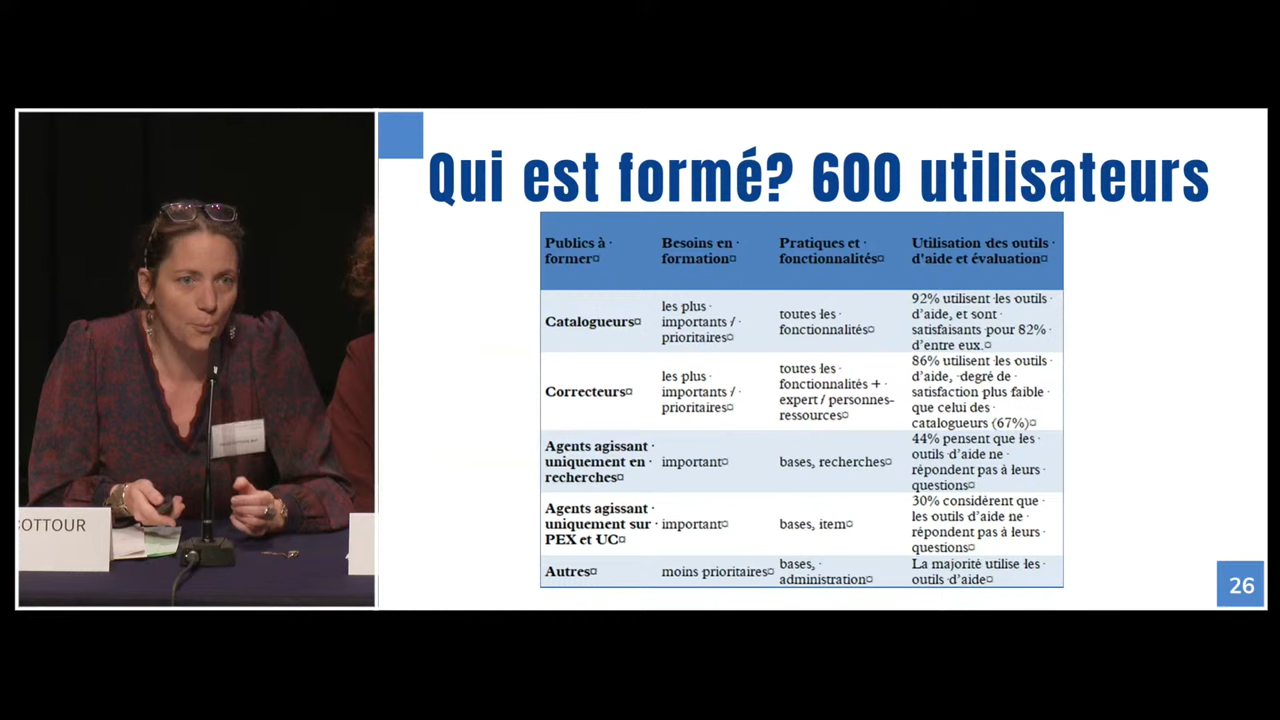 Qui est formé? 600 utilisateurs
Publics à ·
former¤
Besoins en ·
formation¤
Pratiques et ·
fonctionnalités¤
Utilisation des outils ·
d'aide et évaluation¤
Catalogueurs¤
les plus ·
importants / ·
prioritaires¤
toutes les ·
fonctionnalités¤
92% utilisent les outils ·
d’aide, et sont ·
satisfaisants pour 82% ·
d’entre eux.¤
Correcteurs¤
les plus ·
importants / ·
prioritaires¤
toutes les ·
fonctionnalités + ·
expert / personnes-
ressources¤
86% utilisent les outils ·
d’aide, degré de ·
satisfaction plus faible ·
que celui des ·
catalogueurs (67%)¤
Agents agissant ·
uniquement en ·
recherches¤
important¤
bases, recherches¤
44% pensent que les ·
outils d’aide ne ·
répondent pas à leurs ·
questions¤
Agents agissant ·
uniquement sur ·
PEX et UC¤
important¤
bases, item¤
30% considèrent que ·
les outils d’aide ne ·
répondent pas à leurs ·
questions¤
Autres¤
moins prioritaires¤
bases, ·
administration¤
La majorité utilise les ·
outils d’aide¤
26
COTTOUR